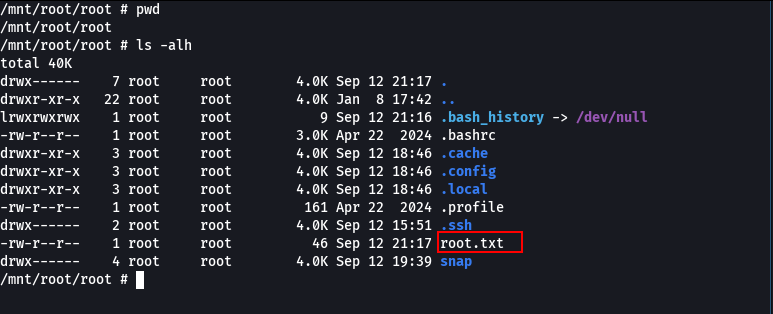 /mnt/root/root # pwd
/mnt/root/root
/mnt/root/root # ls -alh
total 40K
drwx------    7 root     root        4.0K Sep 12 21:17 .
drwxr-xr-x   22 root     root        4.0K Jan  8 17:42 ..
lrwxrwxrwx    1 root     root           9 Sep 12 21:16 .bash_history -> /dev/null
-rw-r--r--    1 root     root        3.0K Apr 22  2024 .bashrc
drwxr-xr-x    3 root     root        4.0K Sep 12 18:46 .cache
drwxr-xr-x    3 root     root        4.0K Sep 12 18:46 .config
drwxr-xr-x    3 root     root        4.0K Sep 12 18:46 .local
-rw-r--r--    1 root     root         161 Apr 22  2024 .profile
drwx------    2 root     root        4.0K Sep 12 15:51 .ssh
-rw-r--r--    1 root     root          46 Sep 12 21:17 root.txt
drwx------    4 root     root        4.0K Sep 12 19:39 snap
/mnt/root/root #